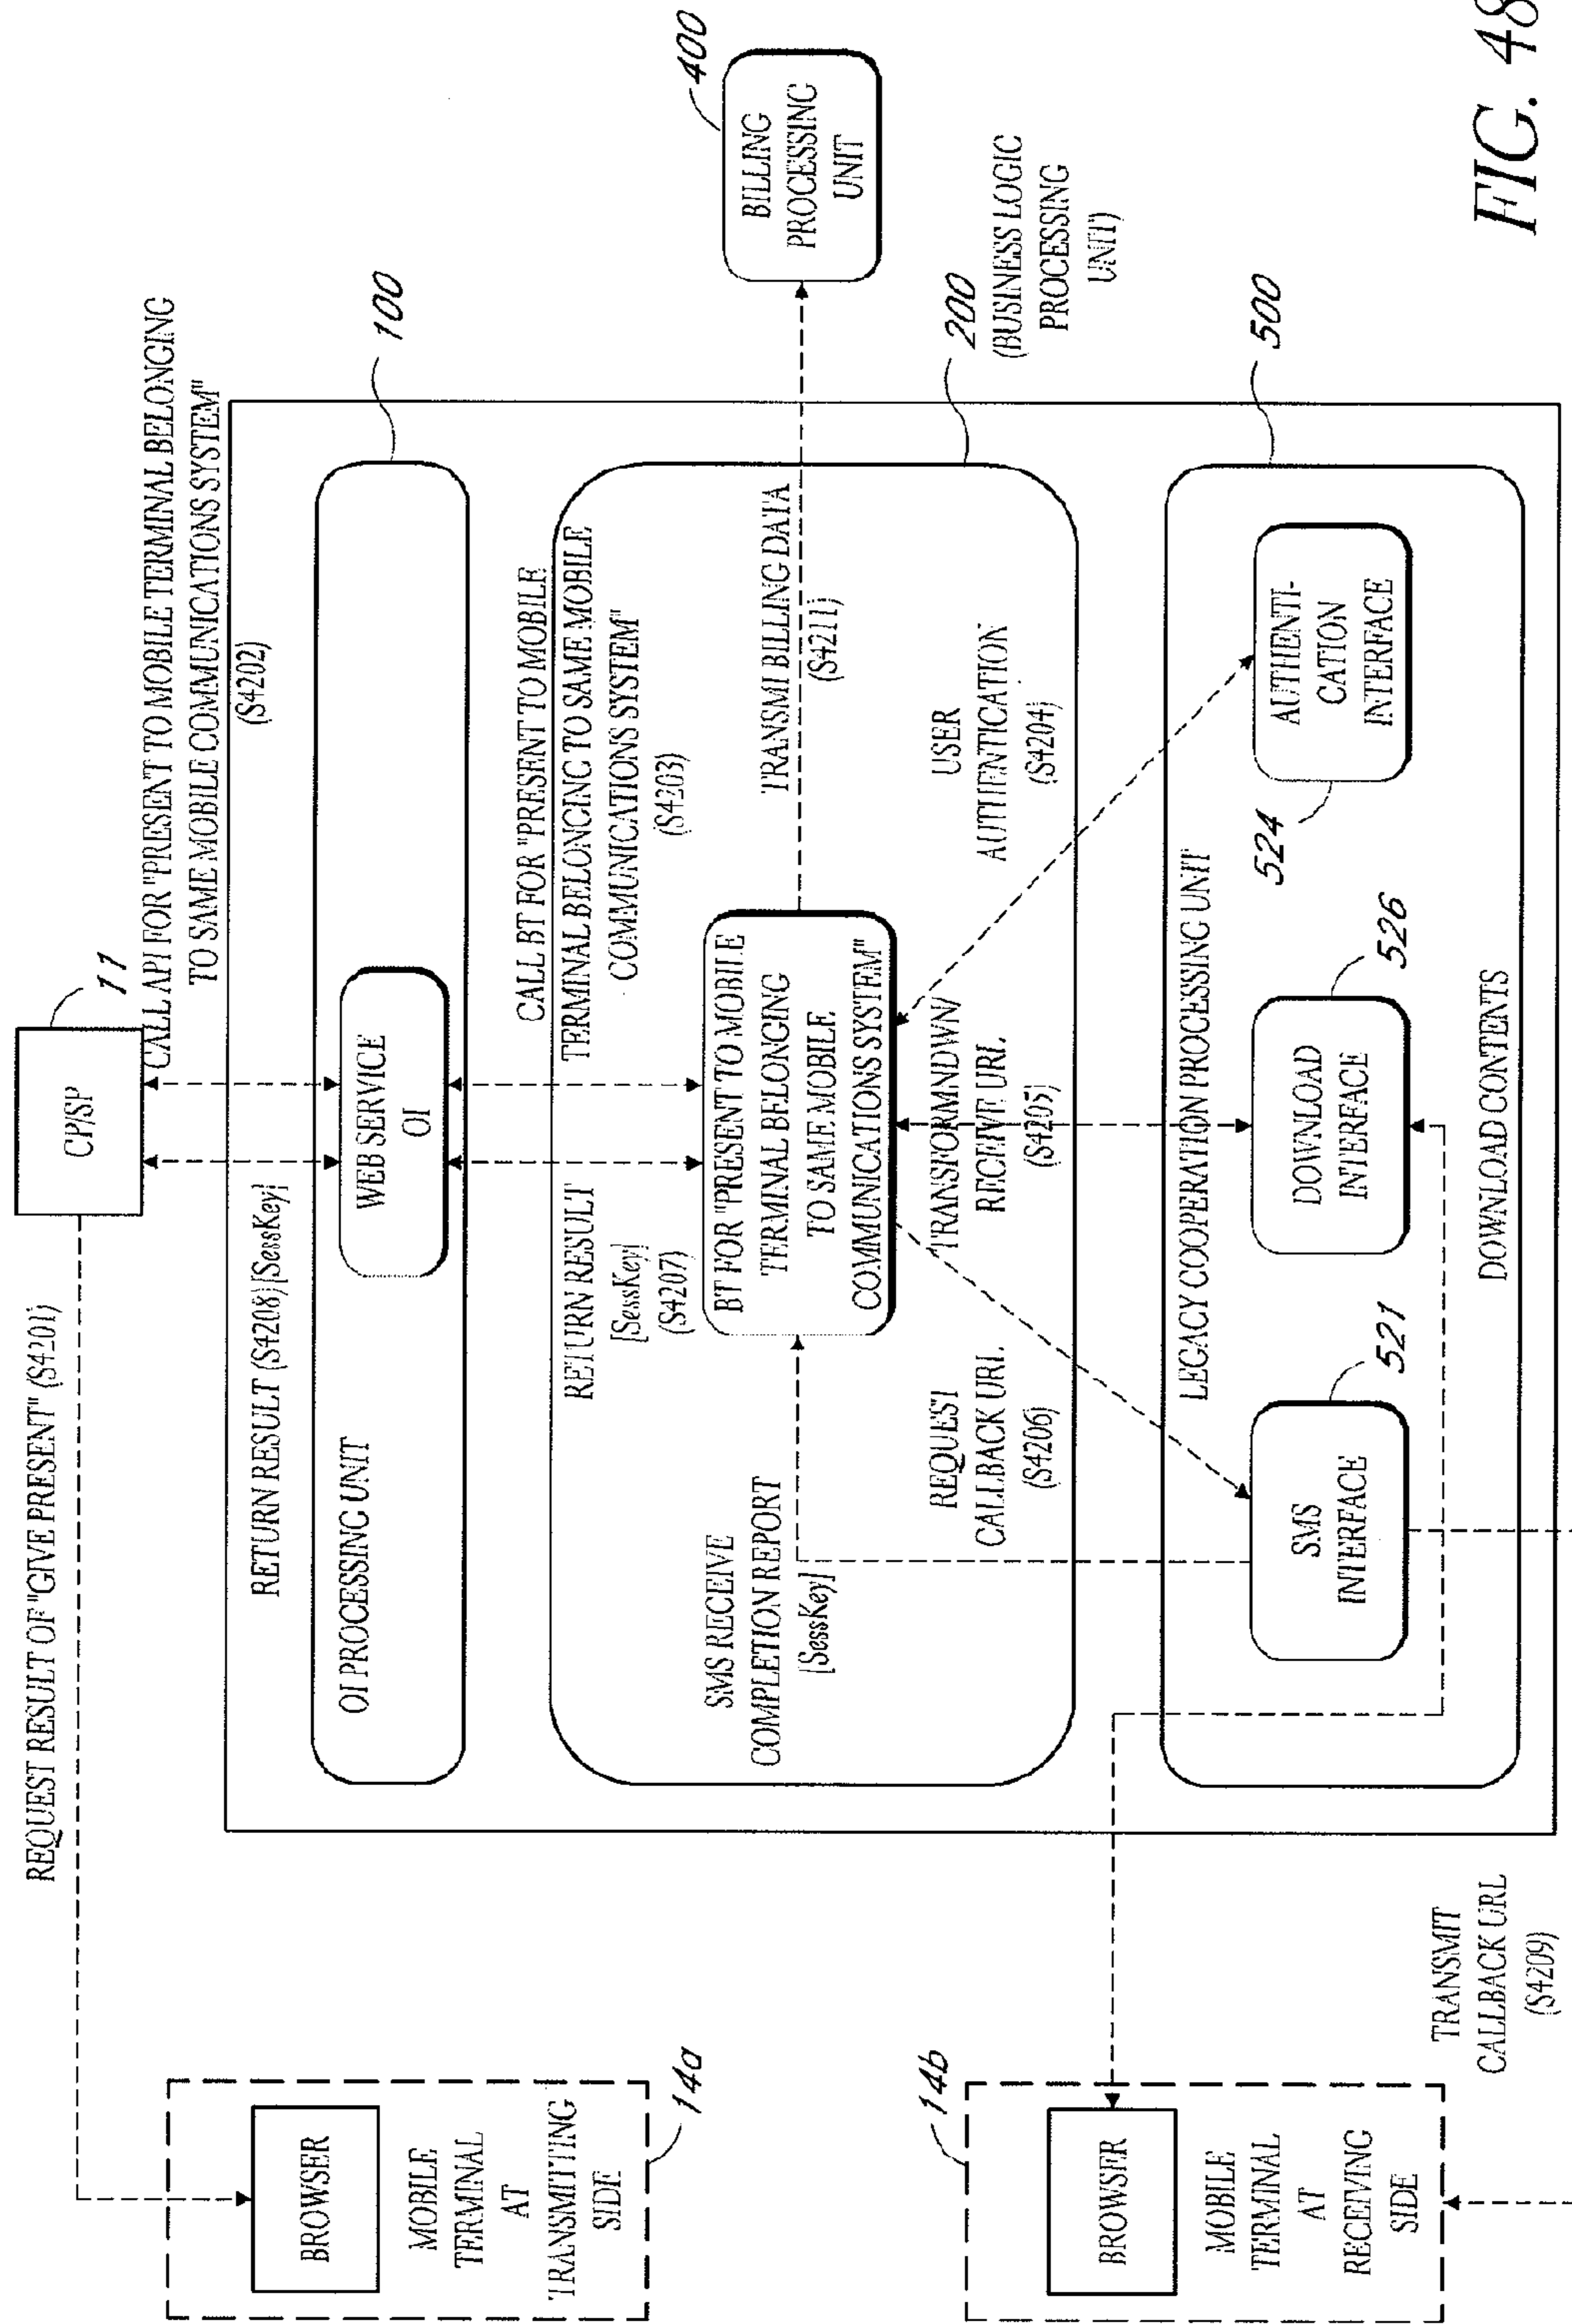 REQUEST RESULT OF "GIVE PRESENT" (S4201)
CP/SP
11
CALL API FOR "PRESENT TO MOBILE TERMINAL BELONGING
TO SAME MOBILE COMMUNICATIONS SYSTEM"
(S4202)
RETURN RESULT (S4208)[SessKey]
OI PROCESSING UNIT
WEB SERVICE
OI
100
CALL BT FOR "PRESENT TO MOBILE
TERMINAL BELONGING TO SAME MOBILE
COMMUNICATIONS SYSTEM"
(S4203)
RETURN RESULT
[SessKey]
(S4207)
BT FOR "PRESENT TO MOBILE
TERMINAL BELONGING
TO SAME MOBILE
COMMUNICATIONS SYSTEM"
TRANSMI BILLING DATA
(S4211)
BILLING
PROCESSING
UNIT
400
SMS RECEIVE
COMPLETION REPORT
[SessKey]
REQUEST
CALLBACK URL
(S4206)
TRANSFORMNDWN/
RECEIVE URL
(S4205)
USER
AUTHENTICATION
(S4204)
200
(BUSINESS LOGIC
PROCESSING
UNIT)
LEGACY COOPERATION PROCESSING UNIT
500
SMS
INTERFACE
521
DOWNLOAD
INTERFACE
526
AUTHENTI-
CATION
INTERFACE
524
DOWNLOAD CONTENTS
BROWSER
MOBILE
TERMINAL
AT
TRANSMITTING
SIDE
14a
BROWSER
MOBILE
TERMINAL
AT
RECEIVING
SIDE
14b
TRANSMIT
CALLBACK URL
(S4209)
FIG. 48